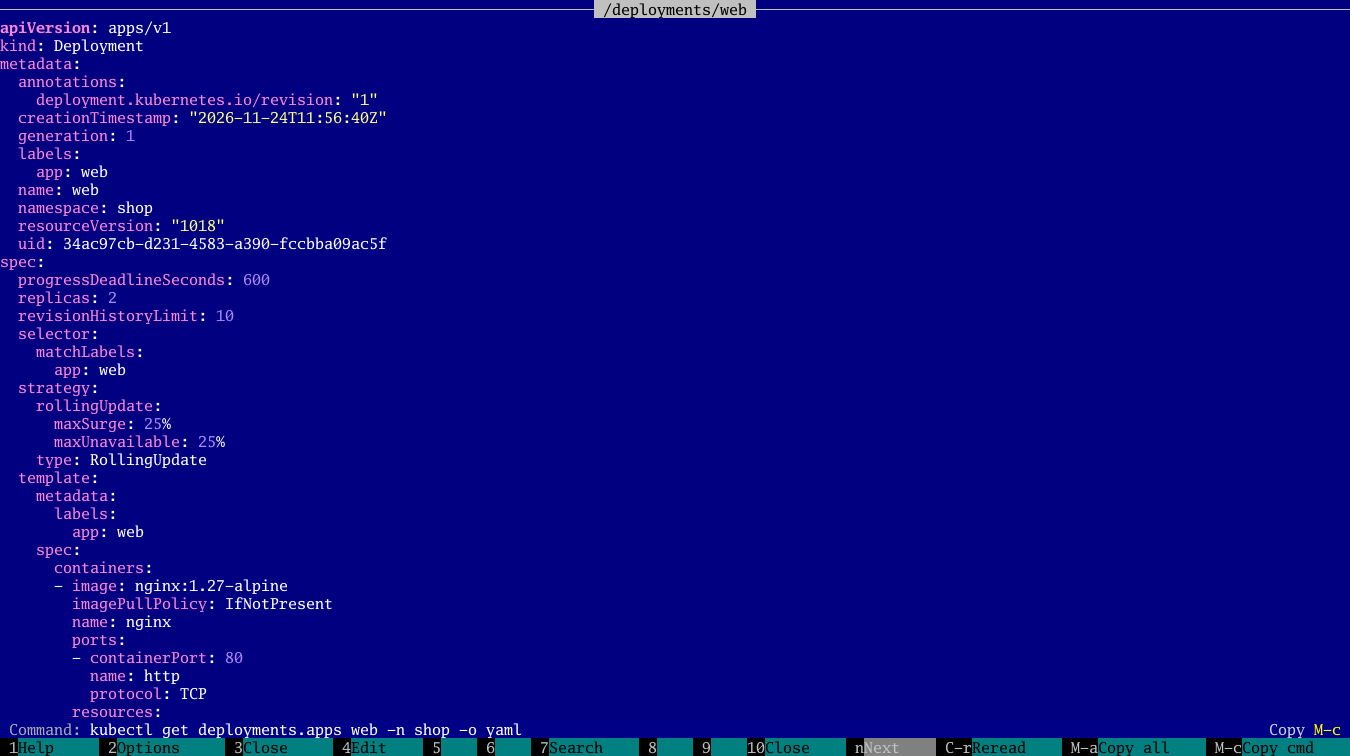 /deployments/web
apiVersion: apps/v1
kind: Deployment
metadata:
  annotations:
    deployment.kubernetes.io/revision: "1"
  creationTimestamp: "2026-11-24T11:56:40Z"
  generation: 1
  labels:
    app: web
  name: web
  namespace: shop
  resourceVersion: "1018"
  uid: 34ac97cb-d231-4583-a390-fccbba09ac5f
spec:
  progressDeadlineSeconds: 600
  replicas: 2
  revisionHistoryLimit: 10
  selector:
    matchLabels:
      app: web
  strategy:
    rollingUpdate:
      maxSurge: 25%
      maxUnavailable: 25%
    type: RollingUpdate
  template:
    metadata:
      labels:
        app: web
    spec:
      containers:
      - image: nginx:1.27-alpine
        imagePullPolicy: IfNotPresent
        name: nginx
        ports:
        - containerPort: 80
          name: http
          protocol: TCP
        resources:
Command: kubectl get deployments.apps web -n shop -o yaml Copy M-c
1Help 2Options 3Close 4Edit 5 6 7Search 8 9 10Close nNext C-rReread M-aCopy all M-cCopy cmd